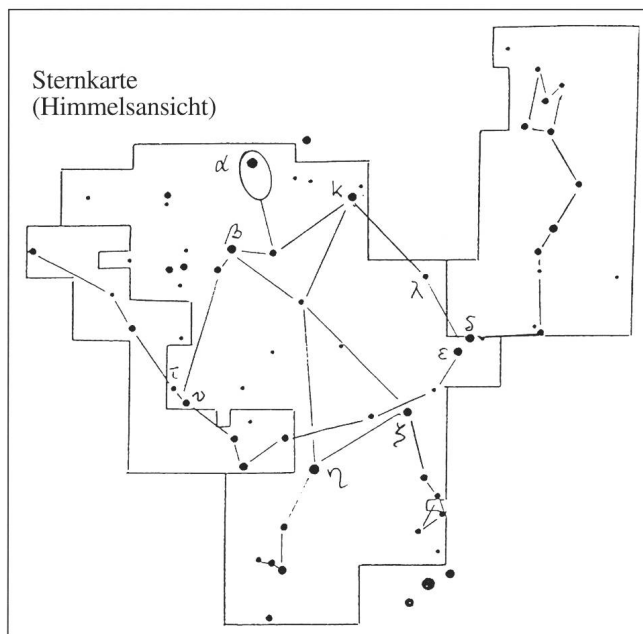 Sternkarte
(Himmelsansicht)
α
κ
β
λ
δ
ε
τ
ν
ζ
η